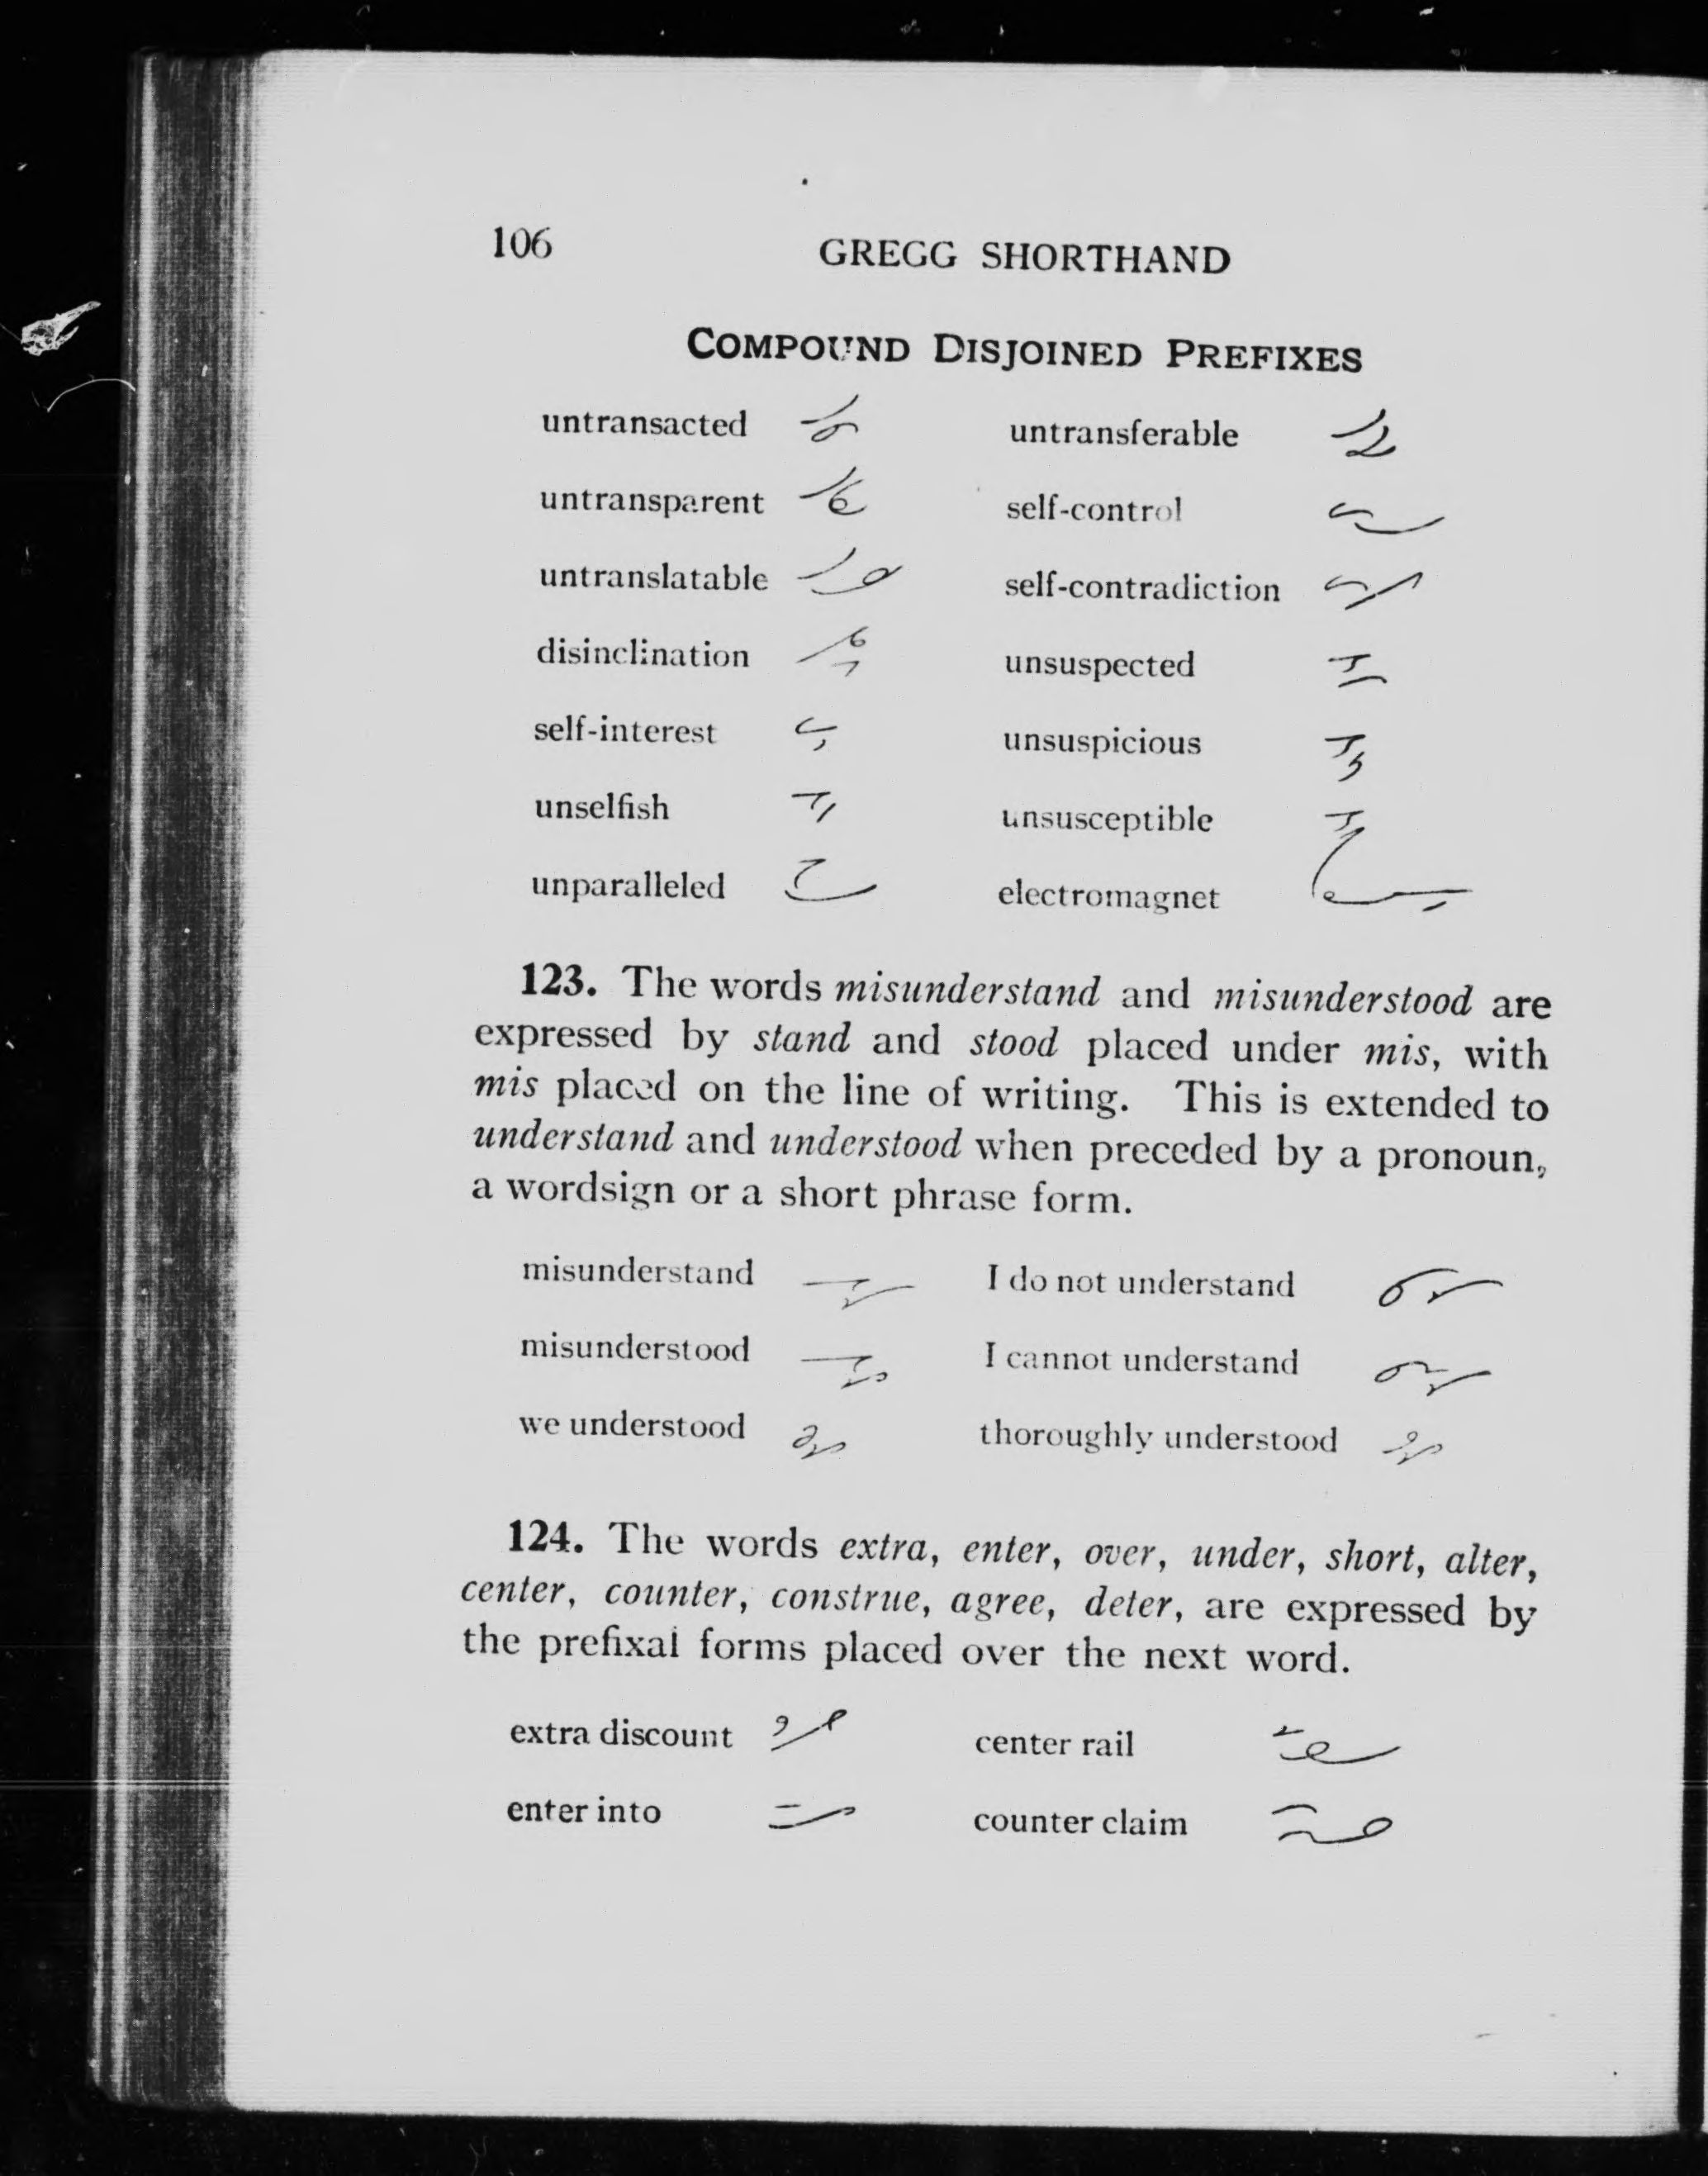 106 GREGG SHORTHAND
COMPOUND DISJOINED PREFIXES
untransacted untransferable
untransparent self-control
untranslatable self-contradiction
disinclination unsuspected
self-interest unsuspicious
unselfish unsusceptible
unparalleled electromagnet
123. The words misunderstand and misunderstood are
expressed by stand and stood placed under mis, with
mis placed on the line of writing. This is extended to
understand and understood when preceded by a pronoun,
a wordsign or a short phrase form.
misunderstand I do not understand
misunderstood I cannot understand
we understood thoroughly understood
124. The words extra, enter, over, under, short, alter,
center, counter, construe, agree, deter, are expressed by
the prefixal forms placed over the next word.
extra discount center rail
enter into counter claim